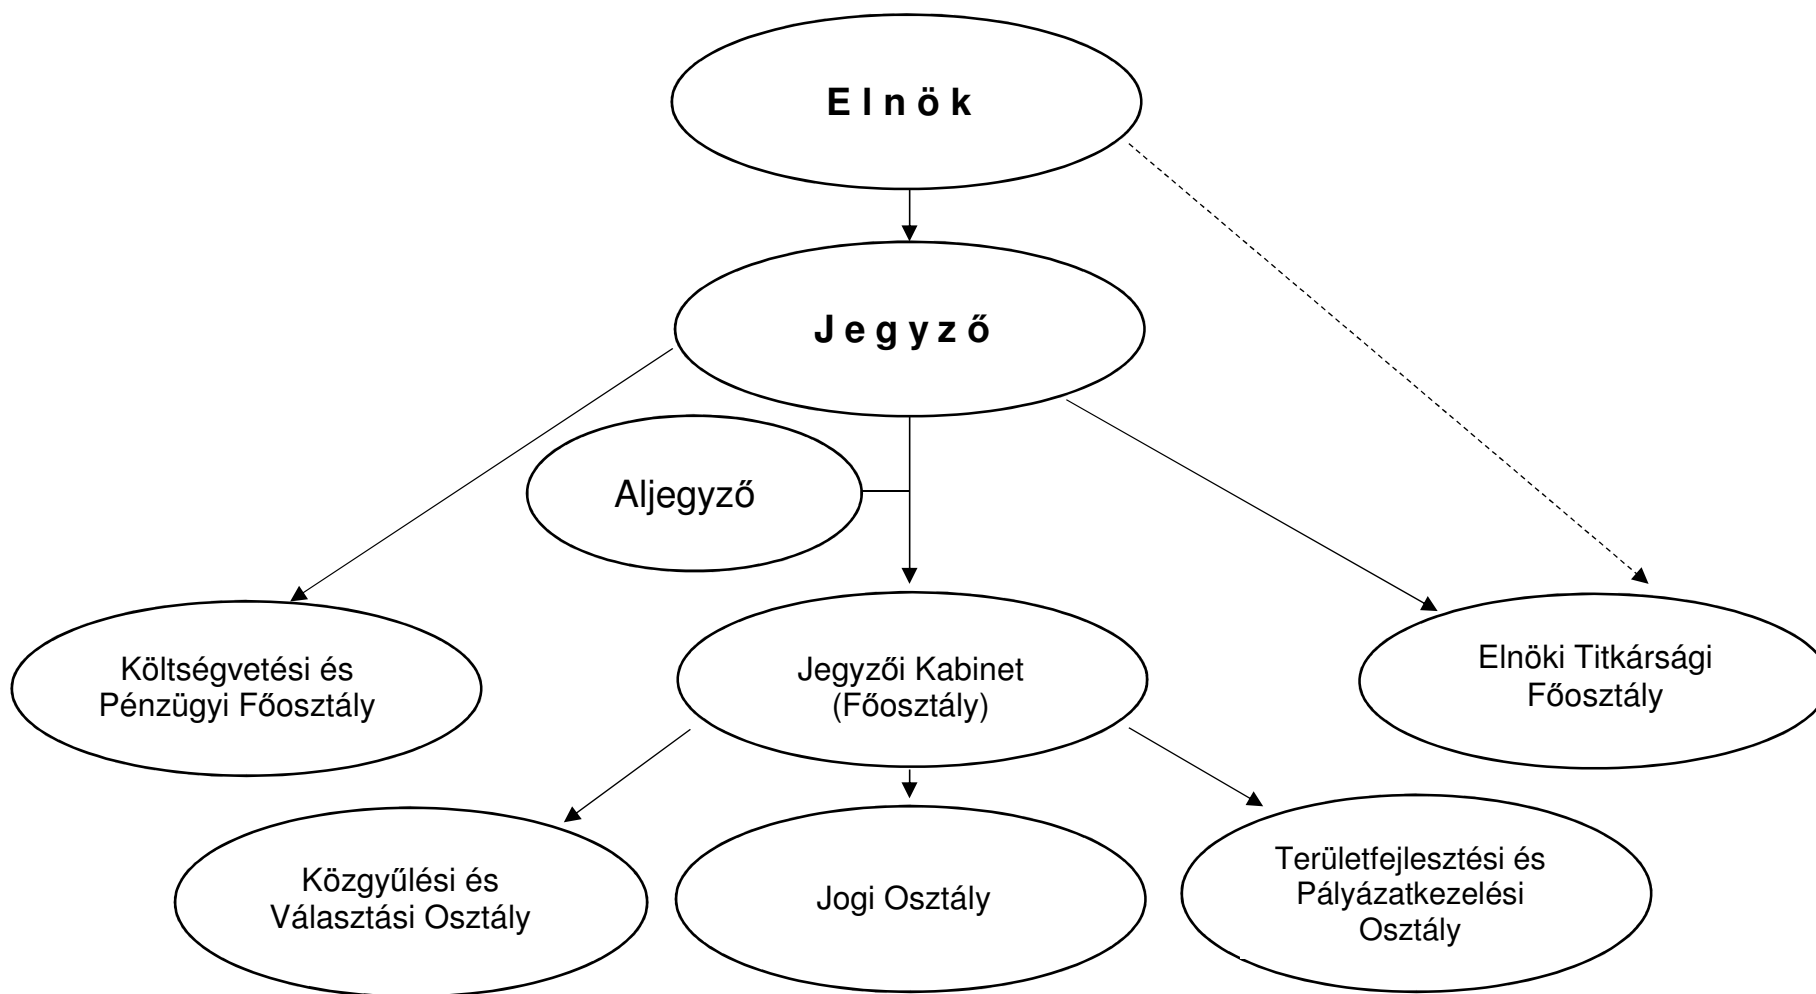 E l n ö k
J e g y z ő
Aljegyző
Költségvetési és
Pénzügyi Főosztály
Jegyzői Kabinet
(Főosztály)
Elnöki Titkársági
Főosztály
Közgyűlési és
Választási Osztály
Jogi Osztály
Területfejlesztési és
Pályázatkezelési
Osztály